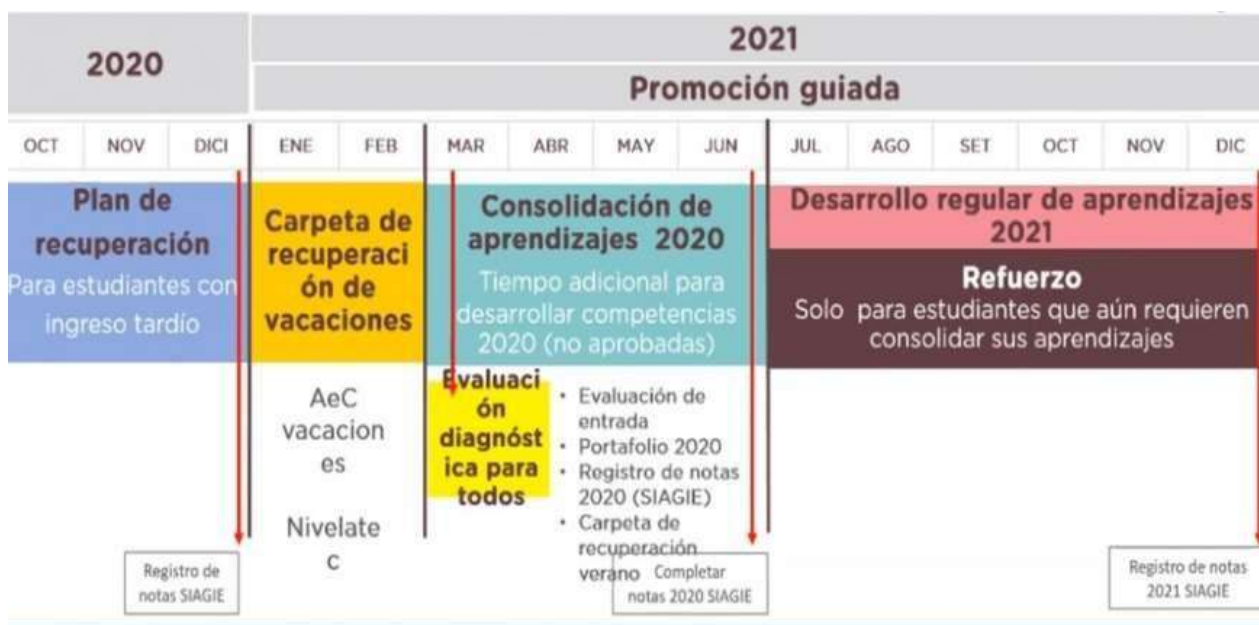 2020
2021
Promoción guiada
OCT NOV DICI ENE FEB MAR ABR MAY JUN JUL AGO SET OCT NOV DIC
Plan de
recuperación
Para estudiantes con
ingreso tardío
Carpeta de
recuperaci
ón de
vacaciones
Consolidación de
aprendizajes 2020
Tiempo adicional para
desarrollar competencias
2020 (no aprobadas)
Desarrollo regular de aprendizajes
2021
Refuerzo
Solo para estudiantes que aún requieren
consolidar sus aprendizajes
AeC
vacacion
es
Nivelate
c
Evaluaci
ón
diagnóst
ica para
todos
• Evaluación de
entrada
• Portafolio 2020
• Registro de notas
2020 (SIAGIE)
• Carpeta de
recuperación
verano
Registro de
notas SIAGIE
Completar
notas 2020 SIAGIE
Registro de notas
2021 SIAGIE